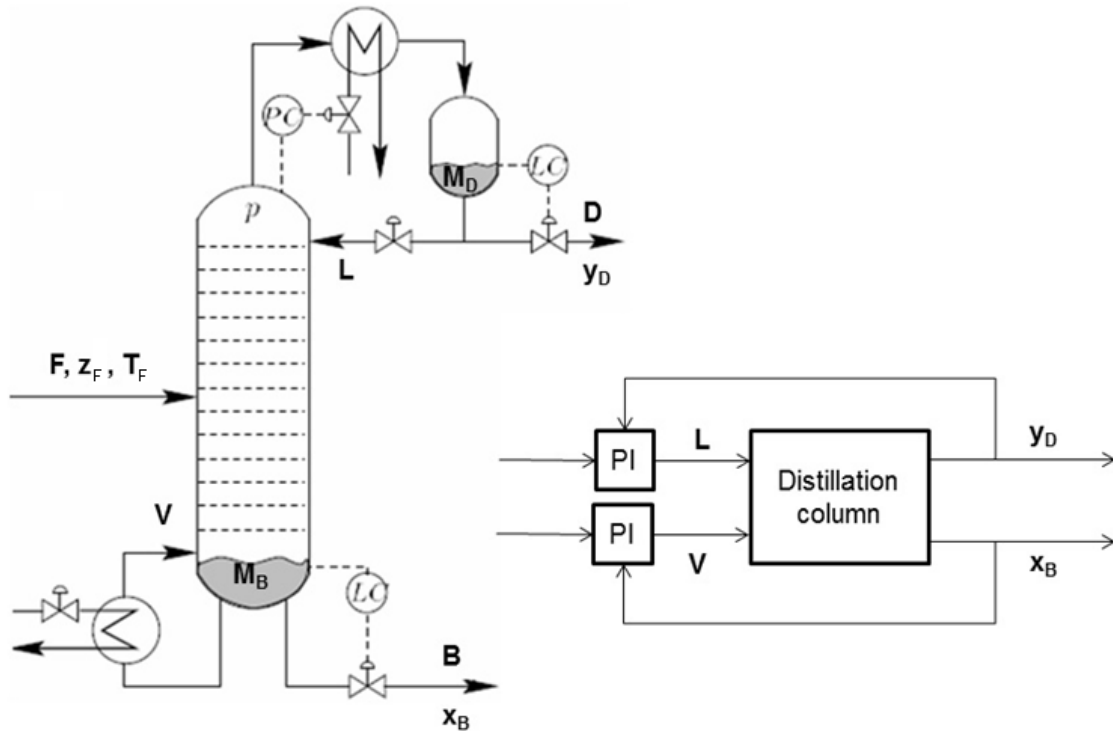 PC
LC
M_D
D
p
L
y_D
F, z_F , T_F
V
M_B
LC
B
x_B
L
y_D
PI
Distillation
column
PI
V
x_B